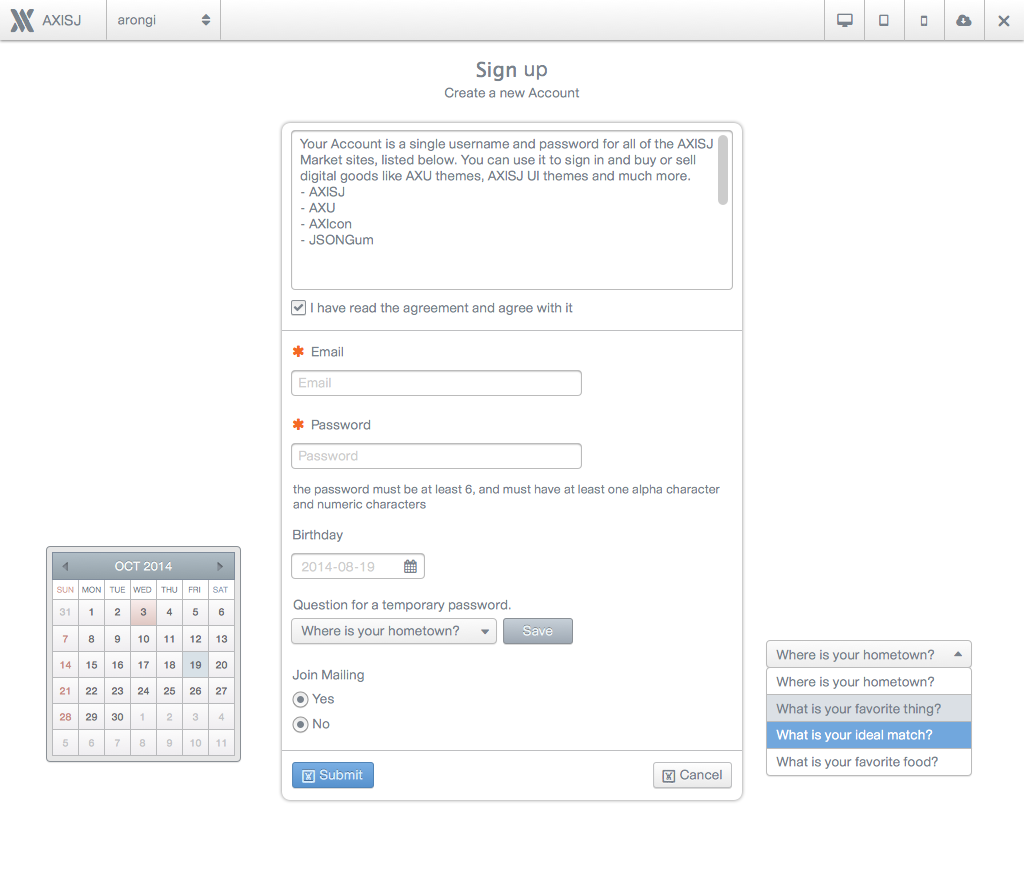 AXISJ
arongi
Sign up
Create a new Account
Your Account is a single username and password for all of the AXISJ
Market sites, listed below. You can use it to sign in and buy or sell
digital goods like AXU themes, AXISJ UI themes and much more.
- AXISJ
- AXU
- AXIcon
- JSONGum
I have read the agreement and agree with it
Email
Email
Password
Password
the password must be at least 6, and must have at least one alpha character
and numeric characters
Birthday
2014-08-19
Question for a temporary password.
Where is your hometown?
Save
Join Mailing
Yes
No
Submit
Cancel
OCT 2014
SUN MON TUE WED THU FRI SAT
31 1 2 3 4 5 6
7 8 9 10 11 12 13
14 15 16 17 18 19 20
21 22 23 24 25 26 27
28 29 30 1 2 3 4
5 6 7 8 9 10 11
Where is your hometown?
Where is your hometown?
What is your favorite thing?
What is your ideal match?
What is your favorite food?